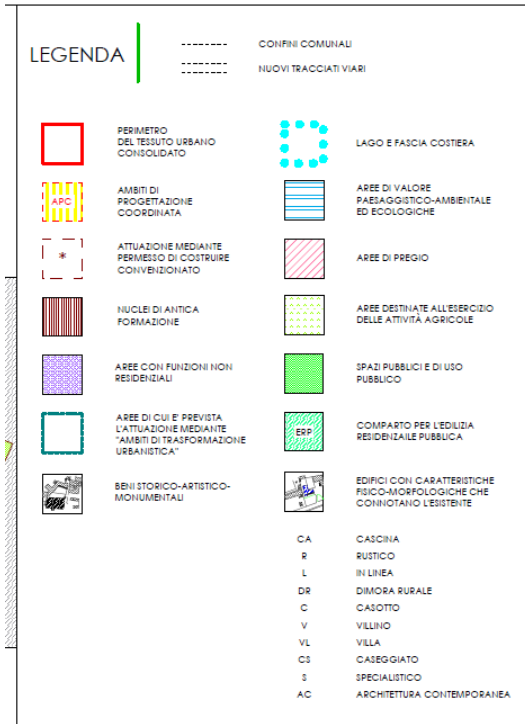 LEGENDA
CONFINI COMUNALI
NUOVI TRACCIATI VIARI
PERIMETRO
DEL TESSUTO URBANO
CONSOLIDATO
APC
AMBITI DI
PROGETTAZIONE
COORDINATA
*
ATTUAZIONE MEDIANTE
PERMESSO DI COSTRUIRE
CONVENZIONATO
NUCLEI DI ANTICA
FORMAZIONE
AREE CON FUNZIONI NON
RESIDENZIALI
AREE DI CUI E' PREVISTA
L'ATTUAZIONE MEDIANTE
"AMBITI DI TRASFORMAZIONE
URBANISTICA"
BENI STORICO-ARTISTICO-
MONUMENTALI
LAGO E FASCIA COSTIERA
AREE DI VALORE
PAESAGGISTICO-AMBIENTALE
ED ECOLOGICHE
AREE DI PREGIO
AREE DESTINATE ALL'ESERCIZIO
DELLE ATTIVITÀ AGRICOLE
SPAZI PUBBLICI E DI USO
PUBBLICO
ERP
COMPARTO PER L'EDILIZIA
RESIDENZAILE PUBBLICA
EDIFICI CON CARATTERISTICHE
FISICO-MORFOLOGICHE CHE
CONNOTANO L'ESISTENTE
CA CASCINA
R RUSTICO
L IN LINEA
DR DIMORA RURALE
C CASOTTO
V VILLINO
VL VILLA
CS CASEGGIATO
S SPECIALISTICO
AC ARCHITETTURA CONTEMPORANEA